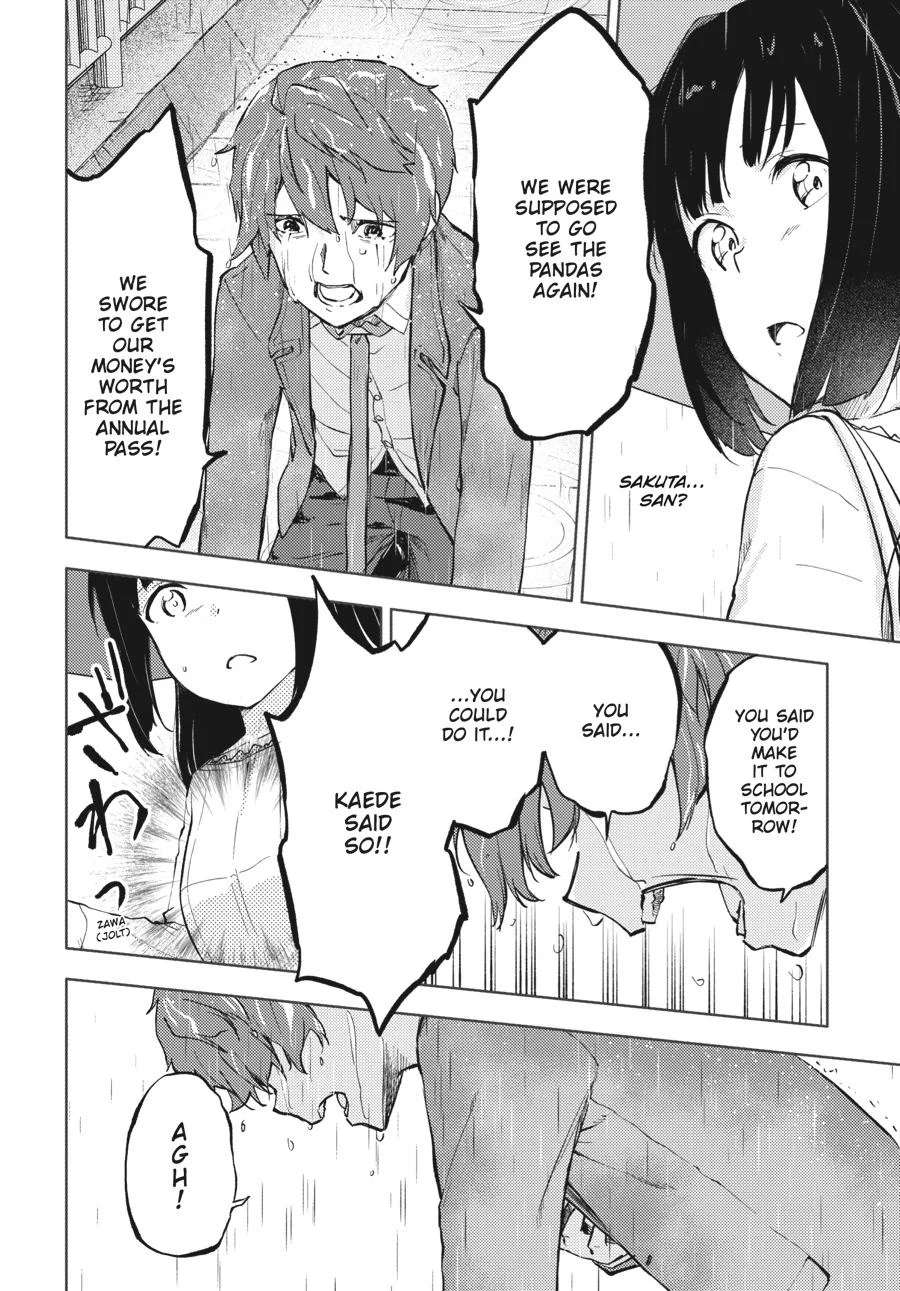 SAKUTA...
SAN?
WE WERE
SUPPOSED
TO GO
SEE THE
PANDAS
AGAIN!
WE
SWORE
TO GET
OUR
MONEY'S
WORTH
FROM THE
ANNUAL
PASS!
YOU SAID
YOU'D
MAKE
IT TO
SCHOOL
TOMOR-
ROW!
YOU
SAID...
...YOU
COULD
DO IT...!
KAEDE
SAID
SO!!
ざわっ
ZAWA
(JOLT)
AGH!